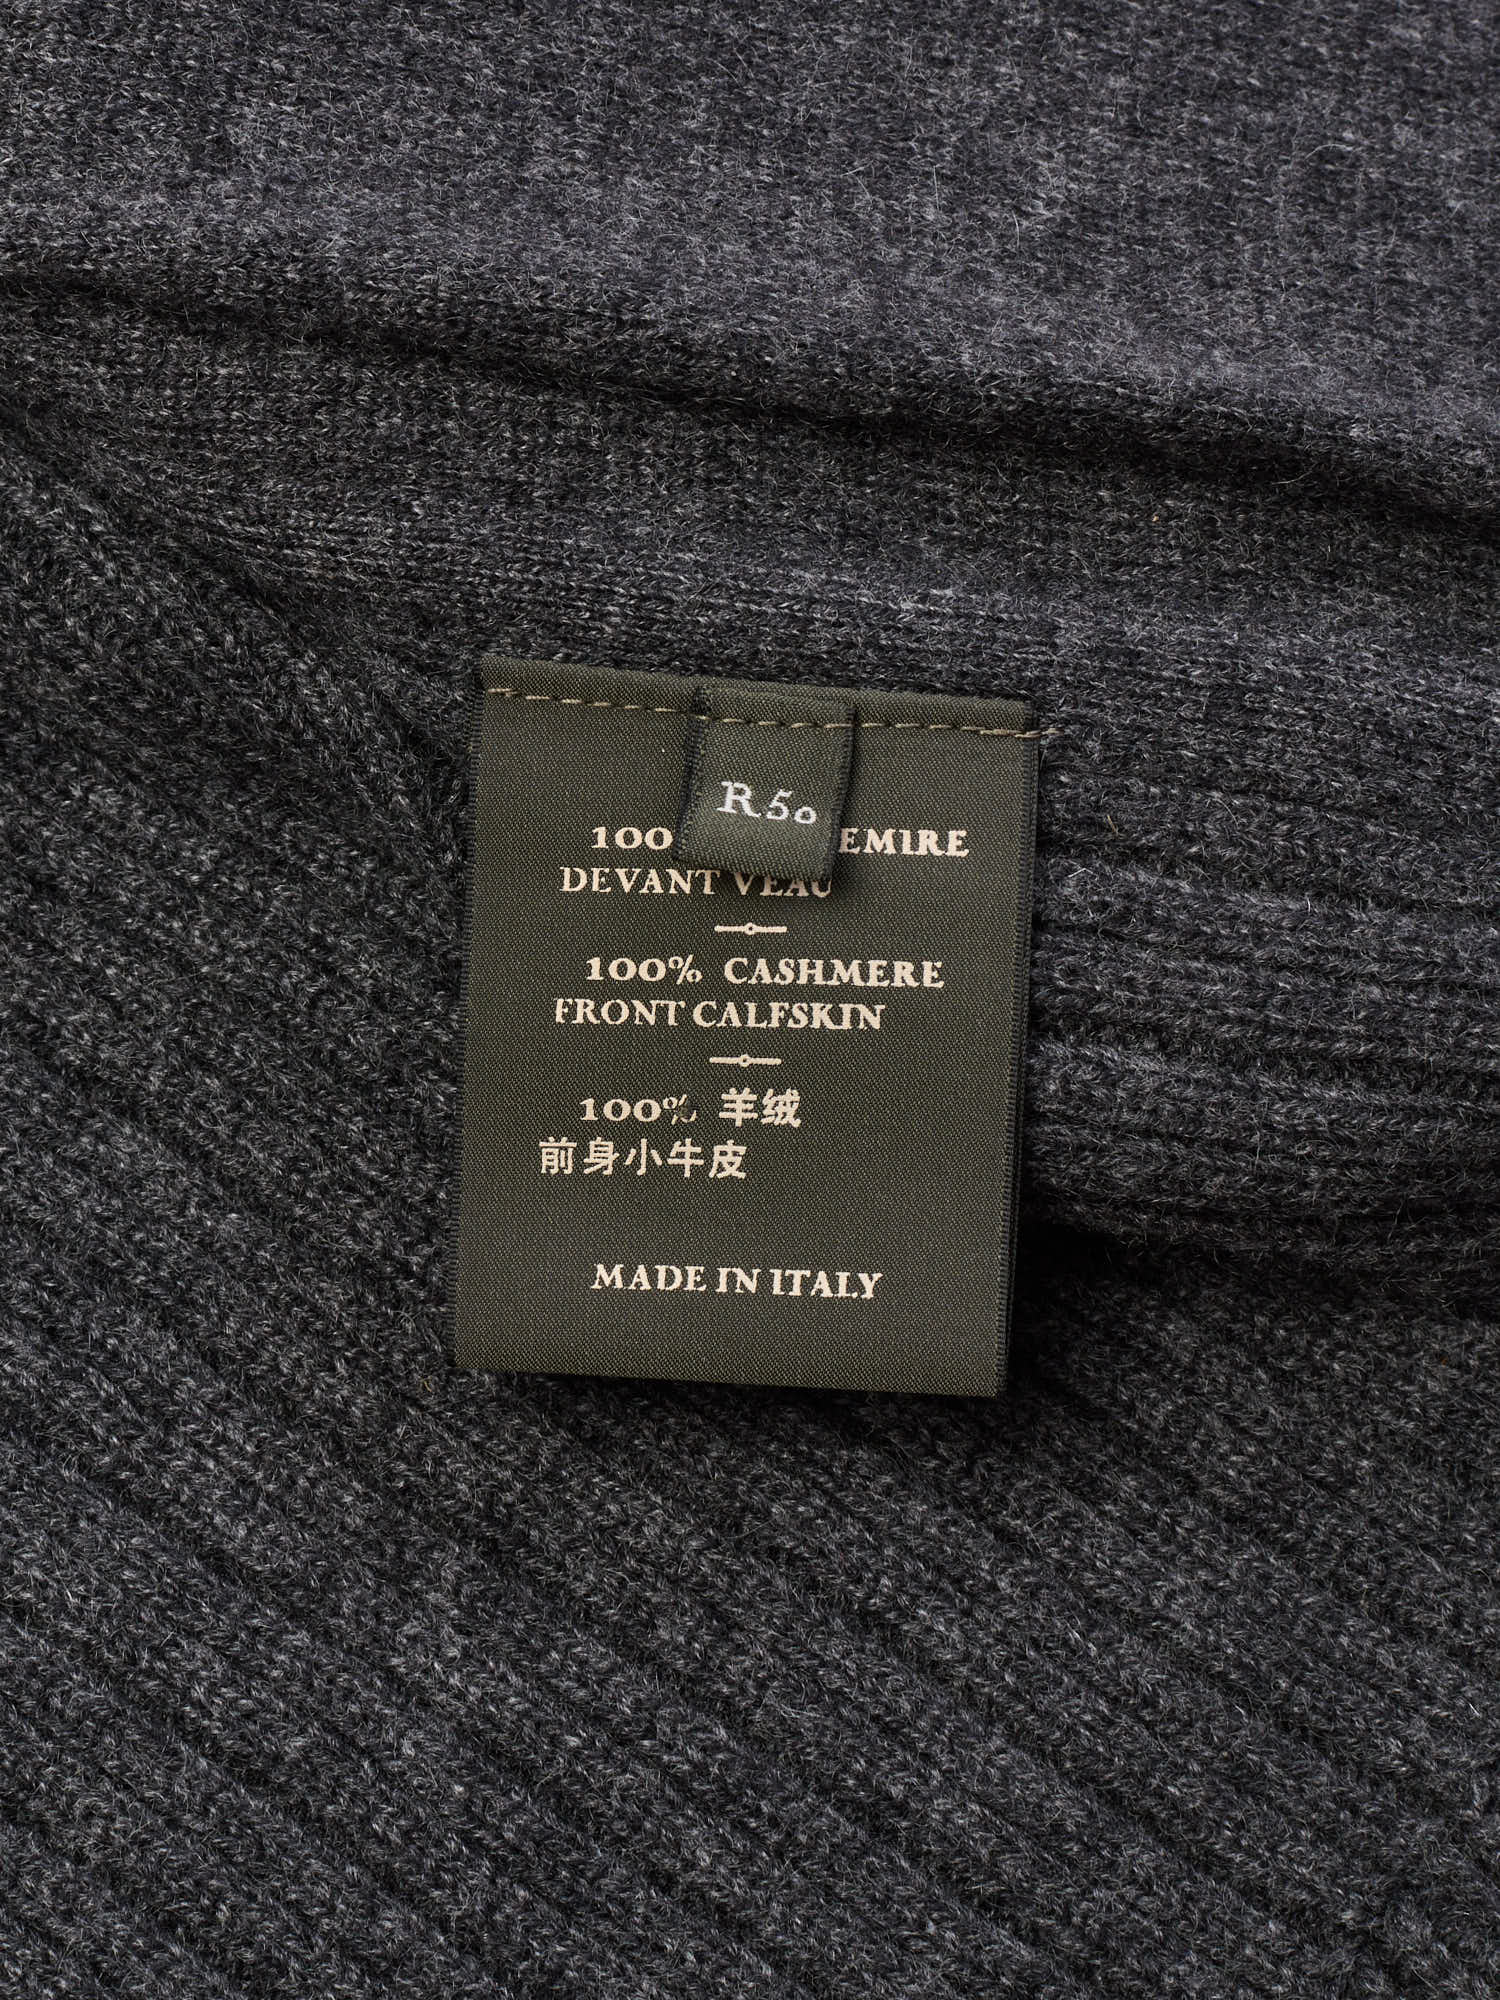 R 50
100 EMIRE
DEVANT VEAU
100% CASHMERE
FRONT CALFSKIN
100% 羊绒
前身小牛皮
MADE IN ITALY